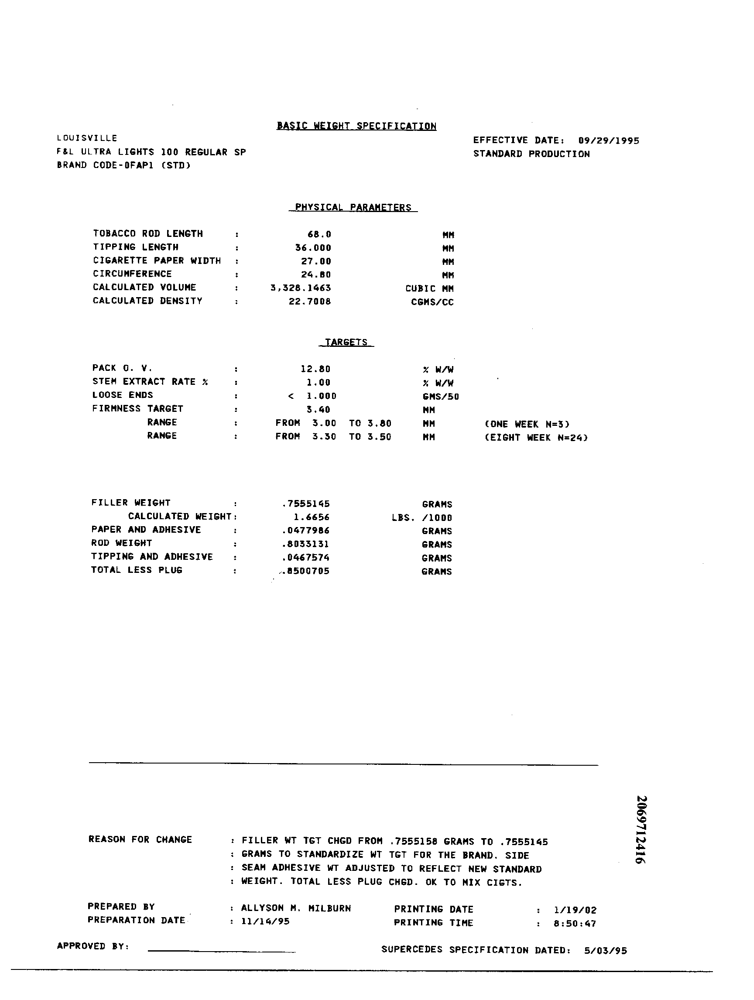 BASIC WEIGHT SPECIFICATION
LOUISVILLE
EFFECTIVE DATE: 09/29/1995
F&L ULTRA LIGHTS 100 REGULAR SP
STANDARD PRODUCTION
BRAND CODE-0FAP1 (STD)
PHYSICAL PARAMETERS
TOBACCO ROD LENGTH : 68.0 MM
TIPPING LENGTH : 36.000 MM
CIGARETTE PAPER WIDTH : 27.00 MM
CIRCUMFERENCE : 24.80 MM
CALCULATED VOLUME : 3,328.1463 CUBIC MM
CALCULATED DENSITY : 22.7008 CGMS/CC
TARGETS
PACK O. V. : 12.80 % W/W
STEM EXTRACT RATE % : 1.00 % W/W
LOOSE ENDS : < 1.000 GMS/50
FIRMNESS TARGET : 3.40 MM
RANGE : FROM 3.00 TO 3.80 MM (ONE WEEK N=3)
RANGE : FROM 3.30 TO 3.50 MM (EIGHT WEEK N=24)
FILLER WEIGHT : .7555145 GRAMS
CALCULATED WEIGHT: 1.6656 LBS. /1000
PAPER AND ADHESIVE : .0477986 GRAMS
ROD WEIGHT : .8033131 GRAMS
TIPPING AND ADHESIVE : .0467574 GRAMS
TOTAL LESS PLUG : .8500705 GRAMS
2069712416
REASON FOR CHANGE : FILLER WT TGT CHGD FROM .7555158 GRAMS TO .7555145
: GRAMS TO STANDARDIZE WT TGT FOR THE BRAND. SIDE
: SEAM ADHESIVE WT ADJUSTED TO REFLECT NEW STANDARD
: WEIGHT. TOTAL LESS PLUG CHGD. OK TO MIX CIGTS.
PREPARED BY : ALLYSON M. MILBURN PRINTING DATE : 1/19/02
PREPARATION DATE : 11/14/95 PRINTING TIME : 8:50:47
APPROVED BY: SUPERCEDES SPECIFICATION DATED: 5/03/95